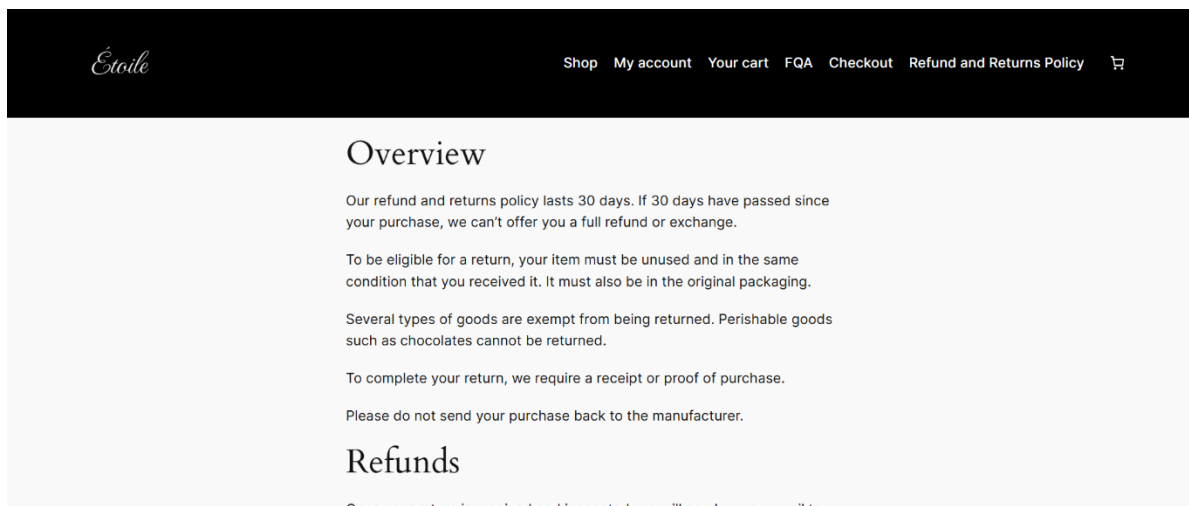 Étoile
Shop My account Your cart FQA Checkout Refund and Returns Policy
Overview
Our refund and returns policy lasts 30 days. If 30 days have passed since
your purchase, we can’t offer you a full refund or exchange.
To be eligible for a return, your item must be unused and in the same
condition that you received it. It must also be in the original packaging.
Several types of goods are exempt from being returned. Perishable goods
such as chocolates cannot be returned.
To complete your return, we require a receipt or proof of purchase.
Please do not send your purchase back to the manufacturer.
Refunds